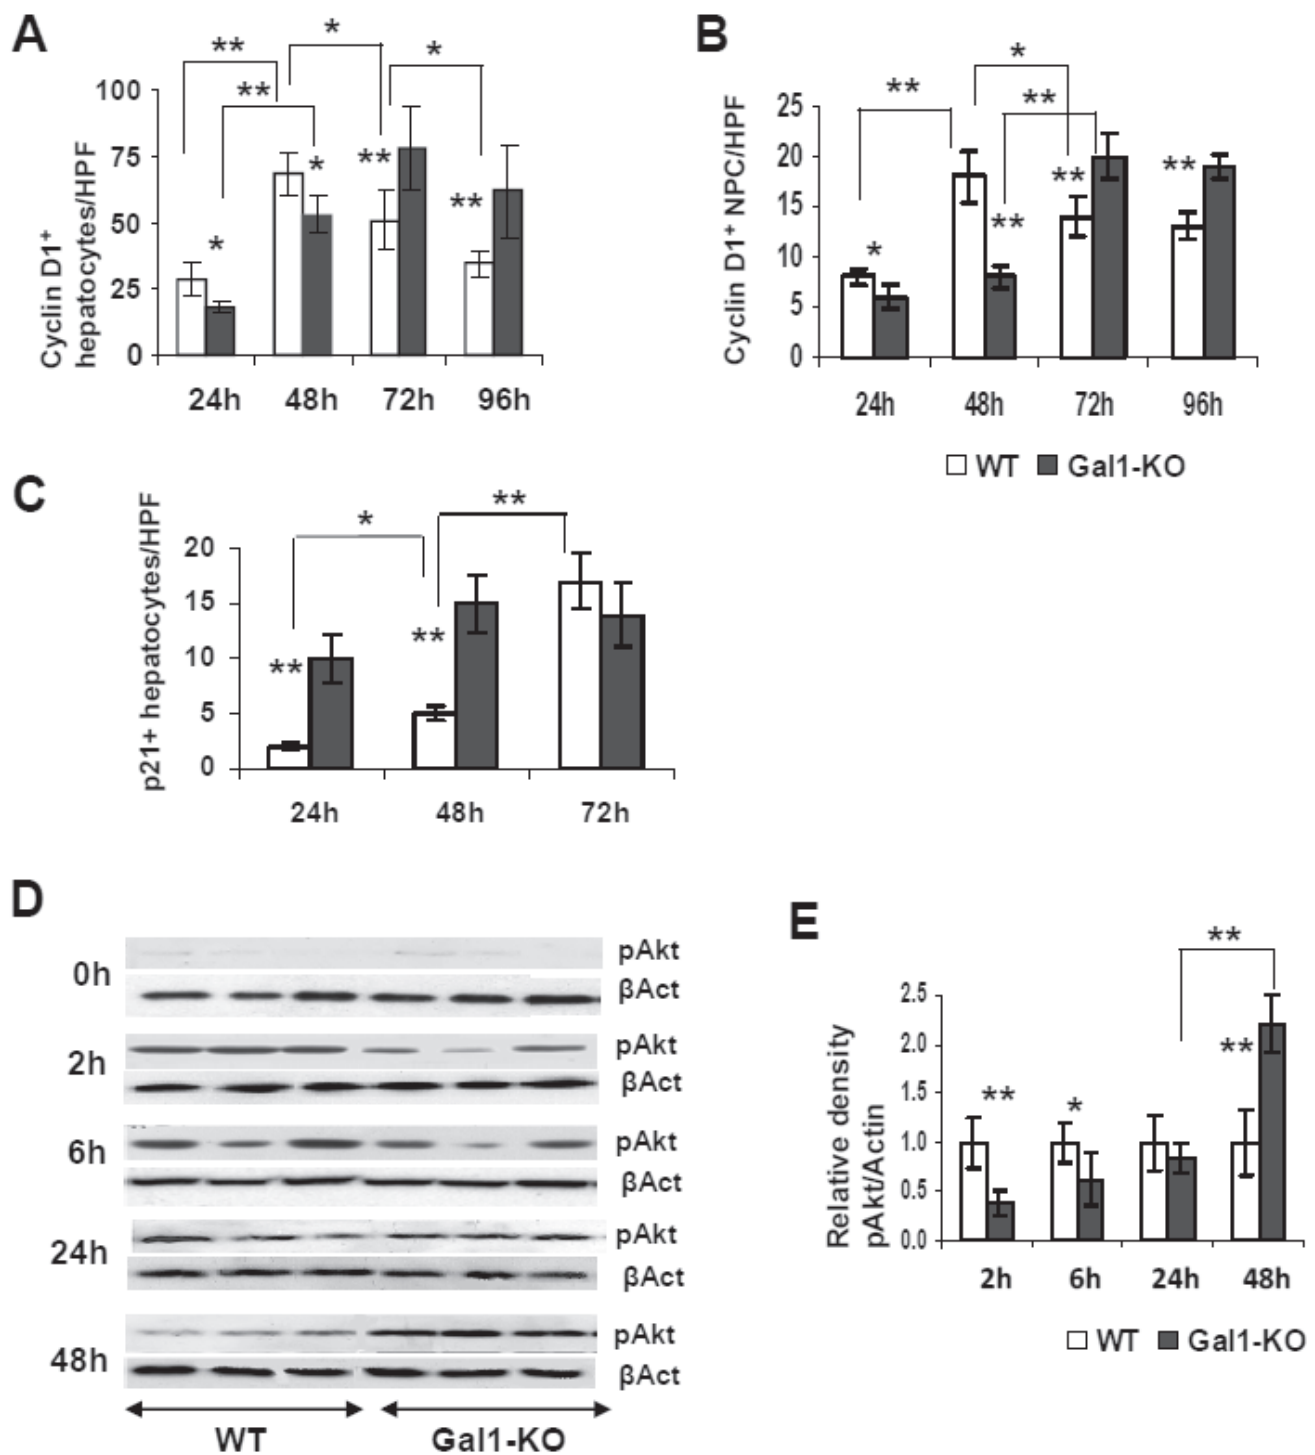 A
**
*
*
**
100
75
50
25
0
*
*
**
**
Cyclin D1+
hepatocytes/HPF
24h 48h 72h 96h
B
*
**
**
25
20
15
10
5
0
*
**
**
**
Cyclin D1+ NPC/HPF
24h 48h 72h 96h
WT Gal1-KO
C
**
*
20
15
10
5
0
**
**
p21+ hepatocytes/HPF
24h 48h 72h
D
0h
pAkt
βAct
2h
pAkt
βAct
6h
pAkt
βAct
24h
pAkt
βAct
48h
pAkt
βAct
WT Gal1-KO
E
**
2.5
2.0
1.5
1.0
0.5
0.0
**
*
**
Relative density
pAkt/Actin
2h 6h 24h 48h
WT Gal1-KO